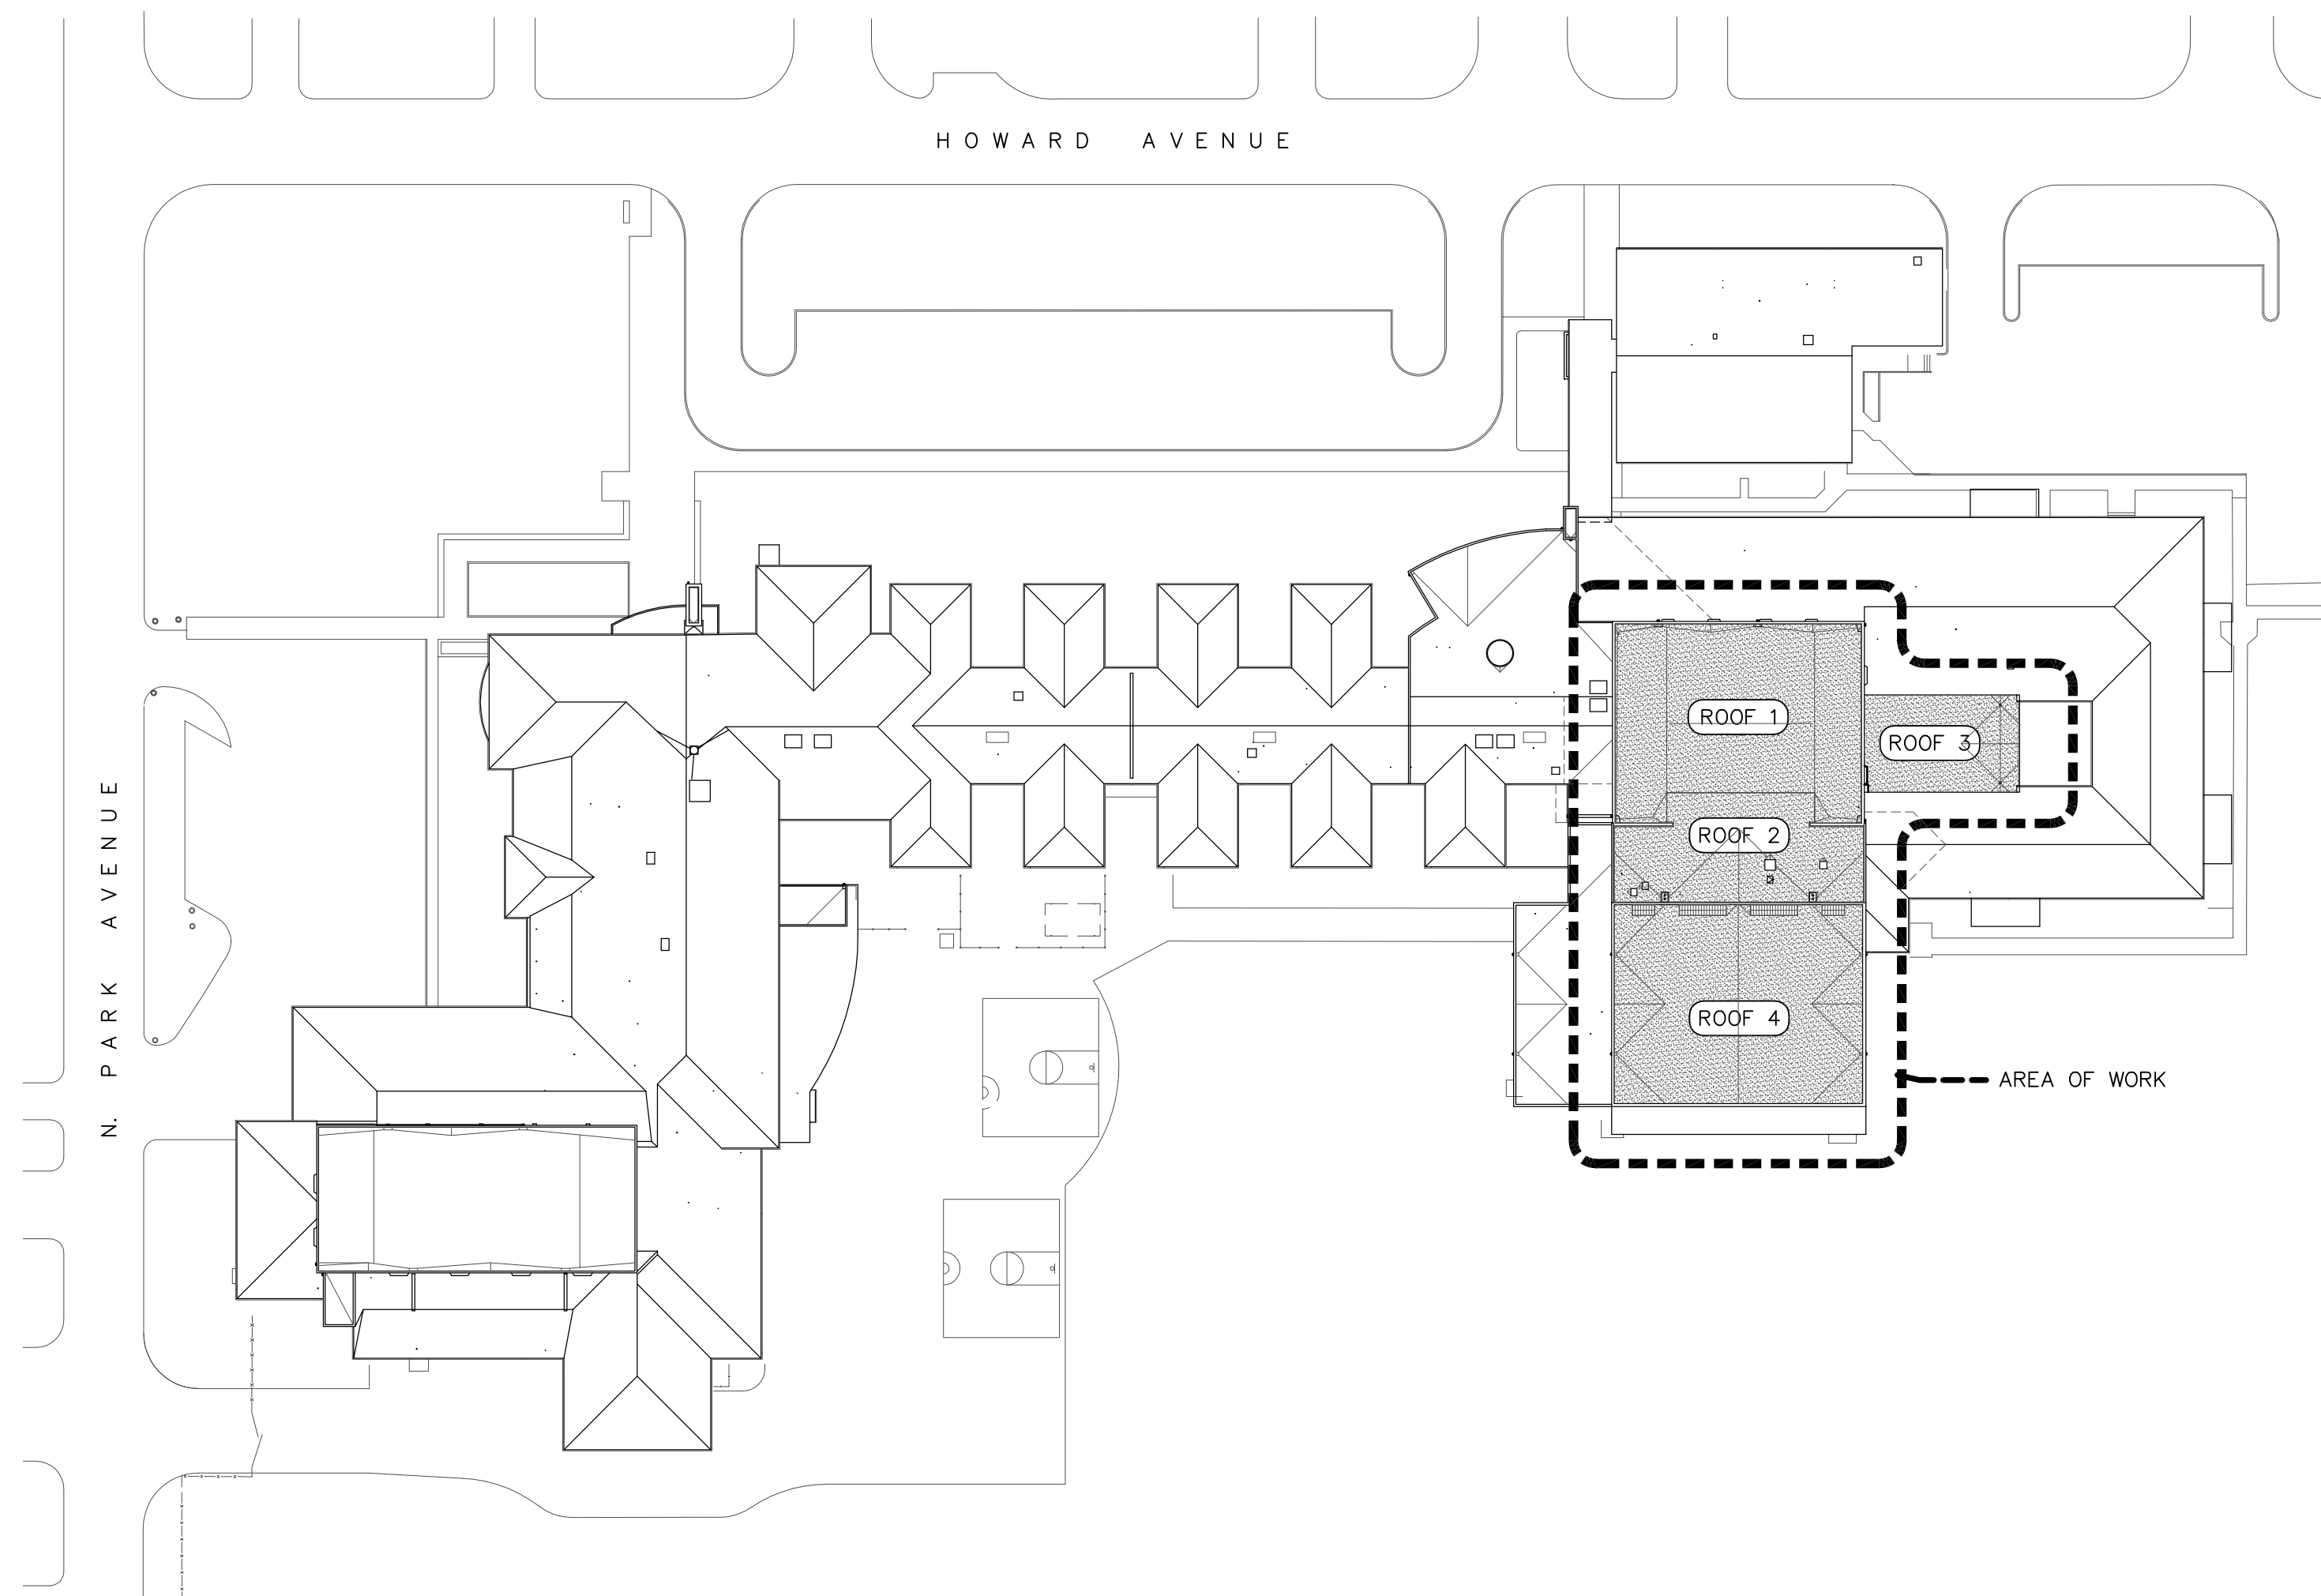 HOWARD AVENUE
N. PARK AVENUE
ROOF 1
ROOF 3
ROOF 2
ROOF 4
AREA OF WORK